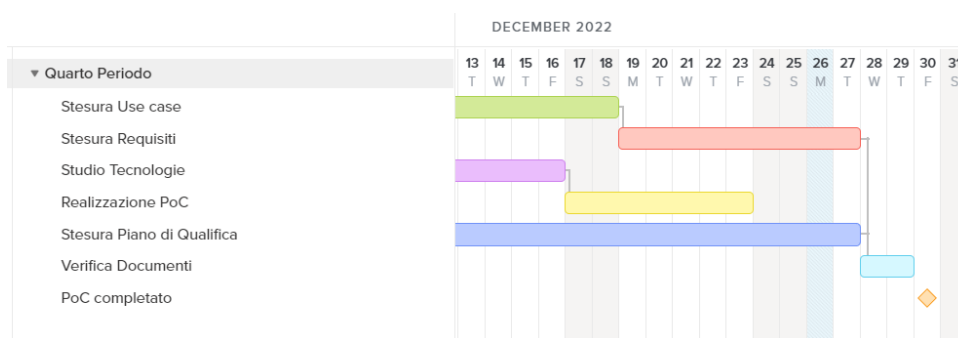 DECEMBER 2022
13 14 15 16 17 18 19 20 21 22 23 24 25 26 27 28 29 30 31
T W T F S S M T W T F S S M T W T F S
Quarto Periodo
Stesura Use case
Stesura Requisiti
Studio Tecnologie
Realizzazione PoC
Stesura Piano di Qualifica
Verifica Documenti
PoC completato